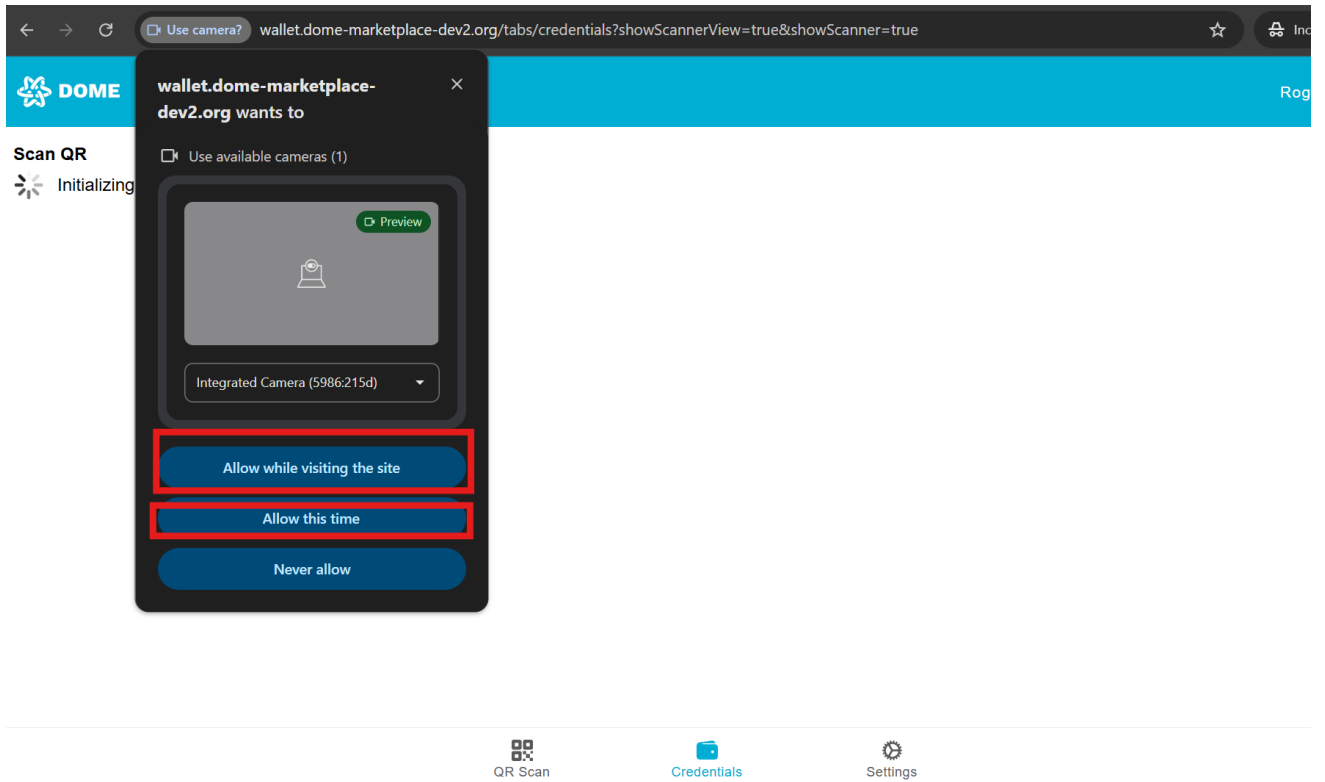 Use camera?
wallet.dome-marketplace-dev2.org/tabs/credentials?showScannerView=true&showScanner=true
Inc
DOME
Rog
wallet.dome-marketplace-
dev2.org wants to
Use available cameras (1)
Scan QR
Initializing
Preview
Integrated Camera (5986:215d)
Allow while visiting the site
Allow this time
Never allow
QR Scan
Credentials
Settings